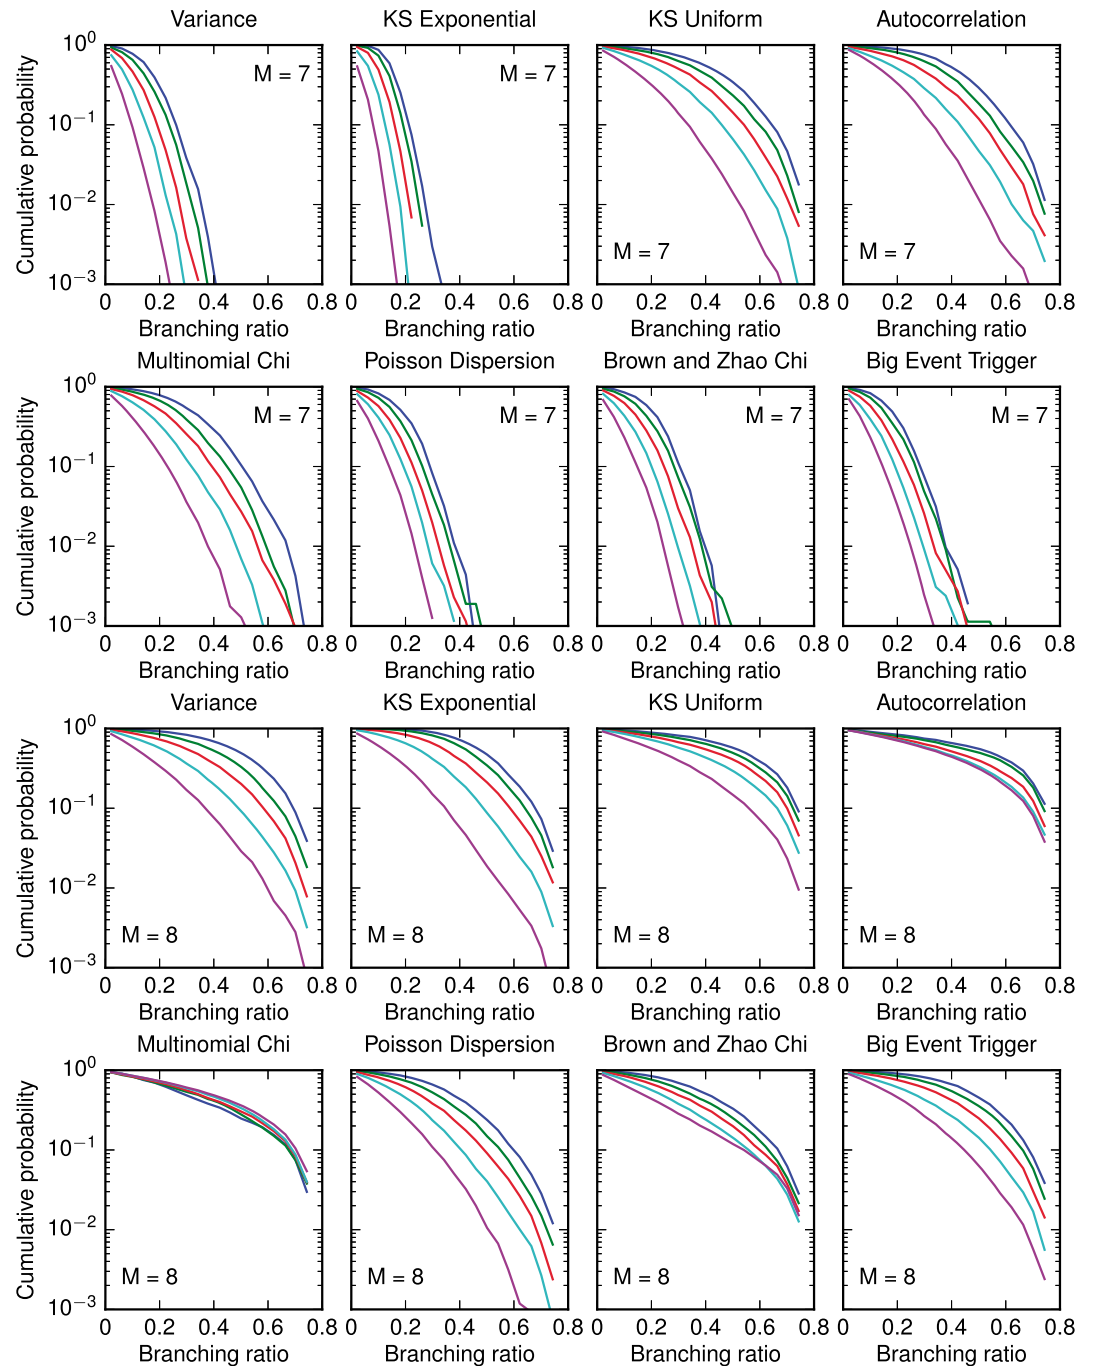 Variance KS Exponential KS Uniform Autocorrelation
Cumulative probability
10^0
10^−1
10^−2
10^−3
M = 7 M = 7 M = 7 M = 7
0 0.2 0.4 0.6 0.8 0 0.2 0.4 0.6 0.8 0 0.2 0.4 0.6 0.8 0 0.2 0.4 0.6 0.8
Branching ratio Branching ratio Branching ratio Branching ratio
Multinomial Chi Poisson Dispersion Brown and Zhao Chi Big Event Trigger
Cumulative probability
10^0
10^−1
10^−2
10^−3
M = 7 M = 7 M = 7 M = 7
0 0.2 0.4 0.6 0.8 0 0.2 0.4 0.6 0.8 0 0.2 0.4 0.6 0.8 0 0.2 0.4 0.6 0.8
Branching ratio Branching ratio Branching ratio Branching ratio
Variance KS Exponential KS Uniform Autocorrelation
Cumulative probability
10^0
10^−1
10^−2
10^−3
M = 8 M = 8 M = 8 M = 8
0 0.2 0.4 0.6 0.8 0 0.2 0.4 0.6 0.8 0 0.2 0.4 0.6 0.8 0 0.2 0.4 0.6 0.8
Branching ratio Branching ratio Branching ratio Branching ratio
Multinomial Chi Poisson Dispersion Brown and Zhao Chi Big Event Trigger
Cumulative probability
10^0
10^−1
10^−2
10^−3
M = 8 M = 8 M = 8 M = 8
0 0.2 0.4 0.6 0.8 0 0.2 0.4 0.6 0.8 0 0.2 0.4 0.6 0.8 0 0.2 0.4 0.6 0.8
Branching ratio Branching ratio Branching ratio Branching ratio